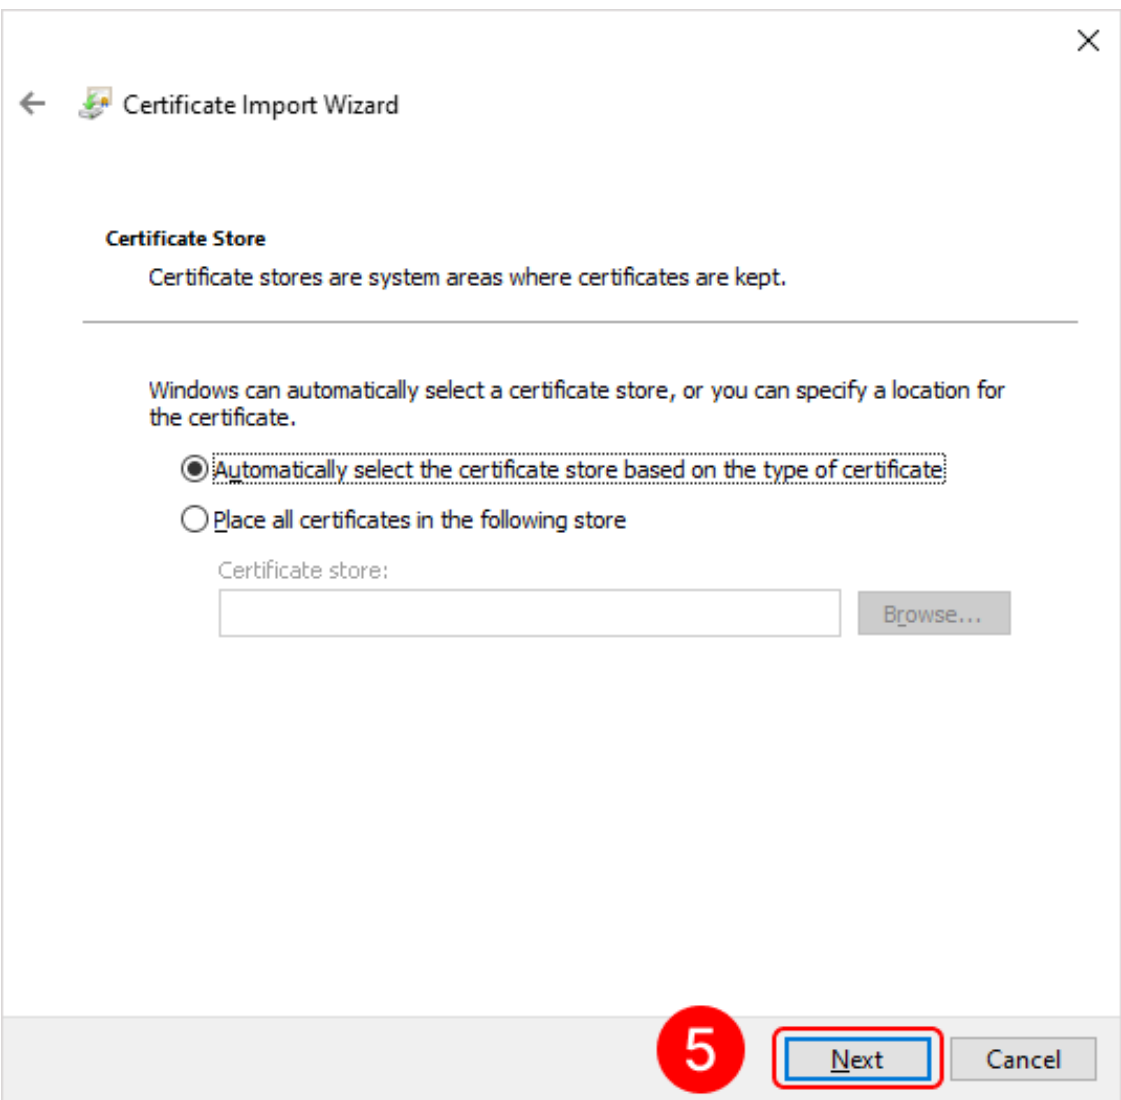 Certificate Import Wizard
Certificate Store
Certificate stores are system areas where certificates are kept.
Windows can automatically select a certificate store, or you can specify a location for
the certificate.
Automatically select the certificate store based on the type of certificate
Place all certificates in the following store
Certificate store:
Browse...
5
Next
Cancel